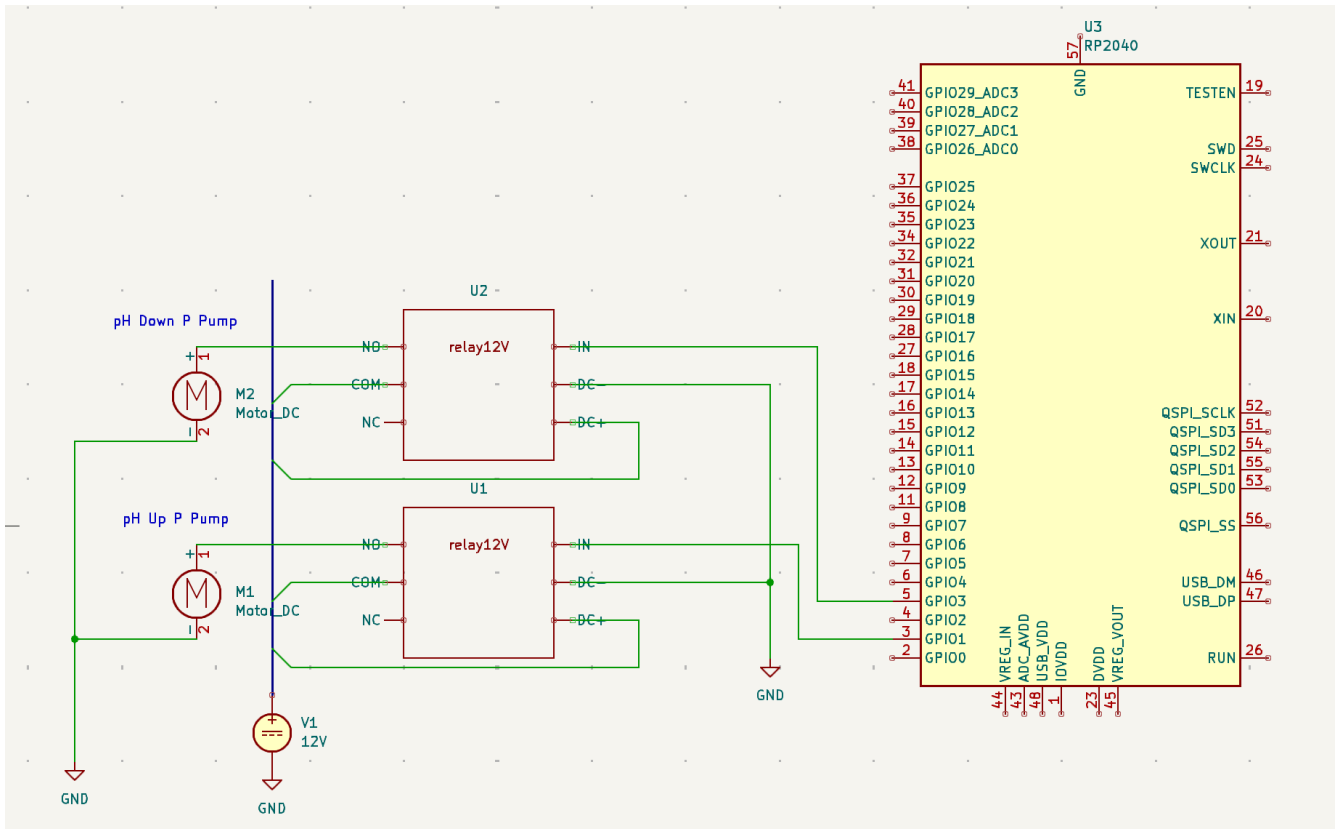 U3
RP2040
57
GND
41 GPIO29_ADC3
40 GPIO28_ADC2
39 GPIO27_ADC1
38 GPIO26_ADC0
37 GPIO25
36 GPIO24
35 GPIO23
34 GPIO22
32 GPIO21
31 GPIO20
30 GPIO19
29 GPIO18
28 GPIO17
27 GPIO16
18 GPIO15
17 GPIO14
16 GPIO13
15 GPIO12
14 GPIO11
13 GPIO10
12 GPIO9
11 GPIO8
9 GPIO7
8 GPIO6
7 GPIO5
6 GPIO4
5 GPIO3
4 GPIO2
3 GPIO1
2 GPIO0
TESTEN 19
SWD 25
SWCLK 24
XOUT 21
XIN 20
QSPI_SCLK 52
QSPI_SD3 51
QSPI_SD2 54
QSPI_SD1 55
QSPI_SD0 53
QSPI_SS 56
USB_DM 46
USB_DP 47
RUN 26
VREG_IN 44
ADC_AVDD 43
USB_VDD 48
IOVDD 1
DVDD 23
VREG_VOUT 45
U2
relay12V
NO
COM
NC
IN
DC-
DC+
pH Down P Pump
+ 1
M
- 2
M2
Motor_DC
U1
relay12V
NO
COM
NC
IN
DC-
DC+
pH Up P Pump
+ 1
M
- 2
M1
Motor_DC
GND
+
V1
12V
GND
GND